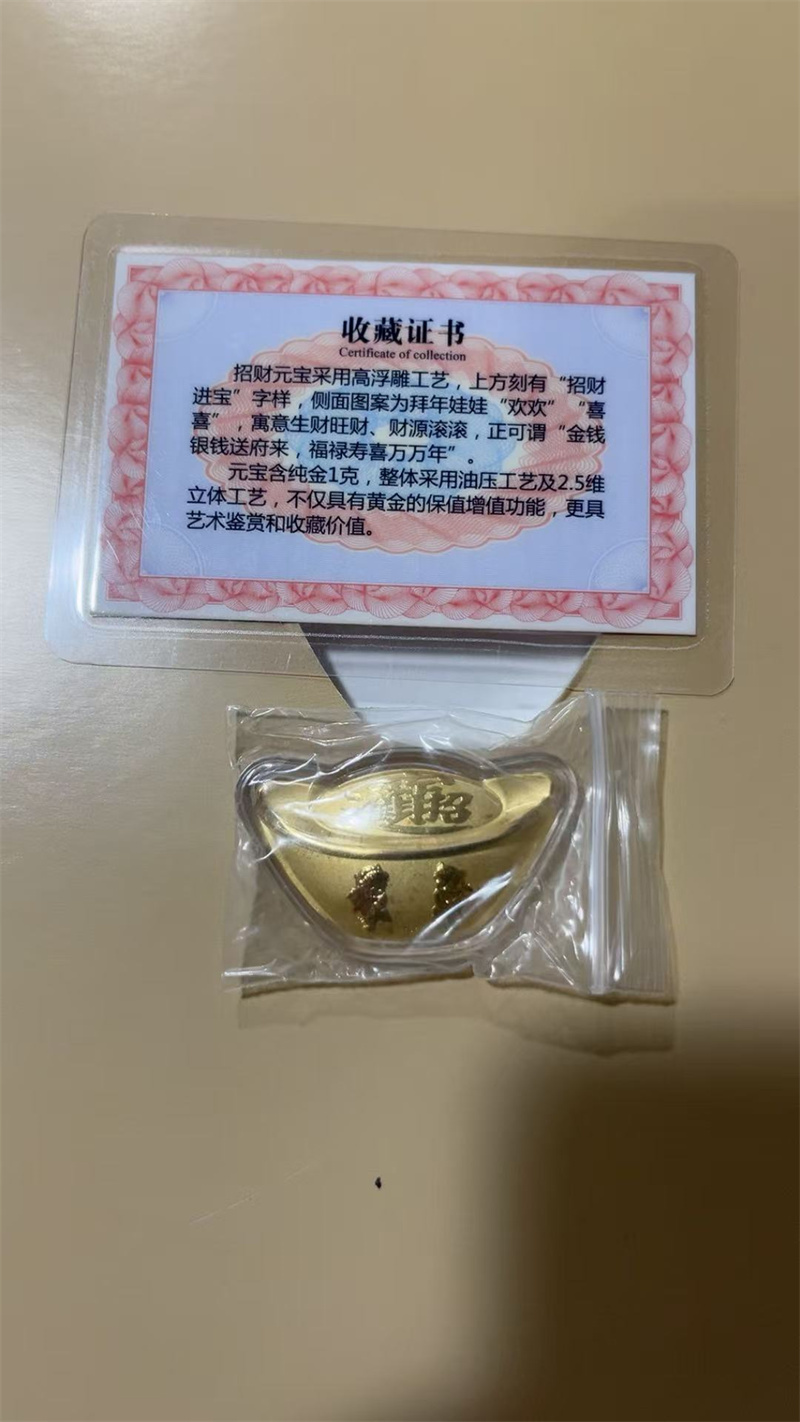 收藏证书
Certificate of collection
招财元宝采用高浮雕工艺，上方刻有“招财
进宝”字样，侧面图案为拜年娃娃“欢欢”“喜
喜”，寓意生财旺财、财源滚滚，正可谓“金钱
银钱送府来，福禄寿喜万万年”。
元宝含纯金1克，整体采用油压工艺及2.5维
立体工艺，不仅具有黄金的保值增值功能，更具
艺术鉴赏和收藏价值。
招